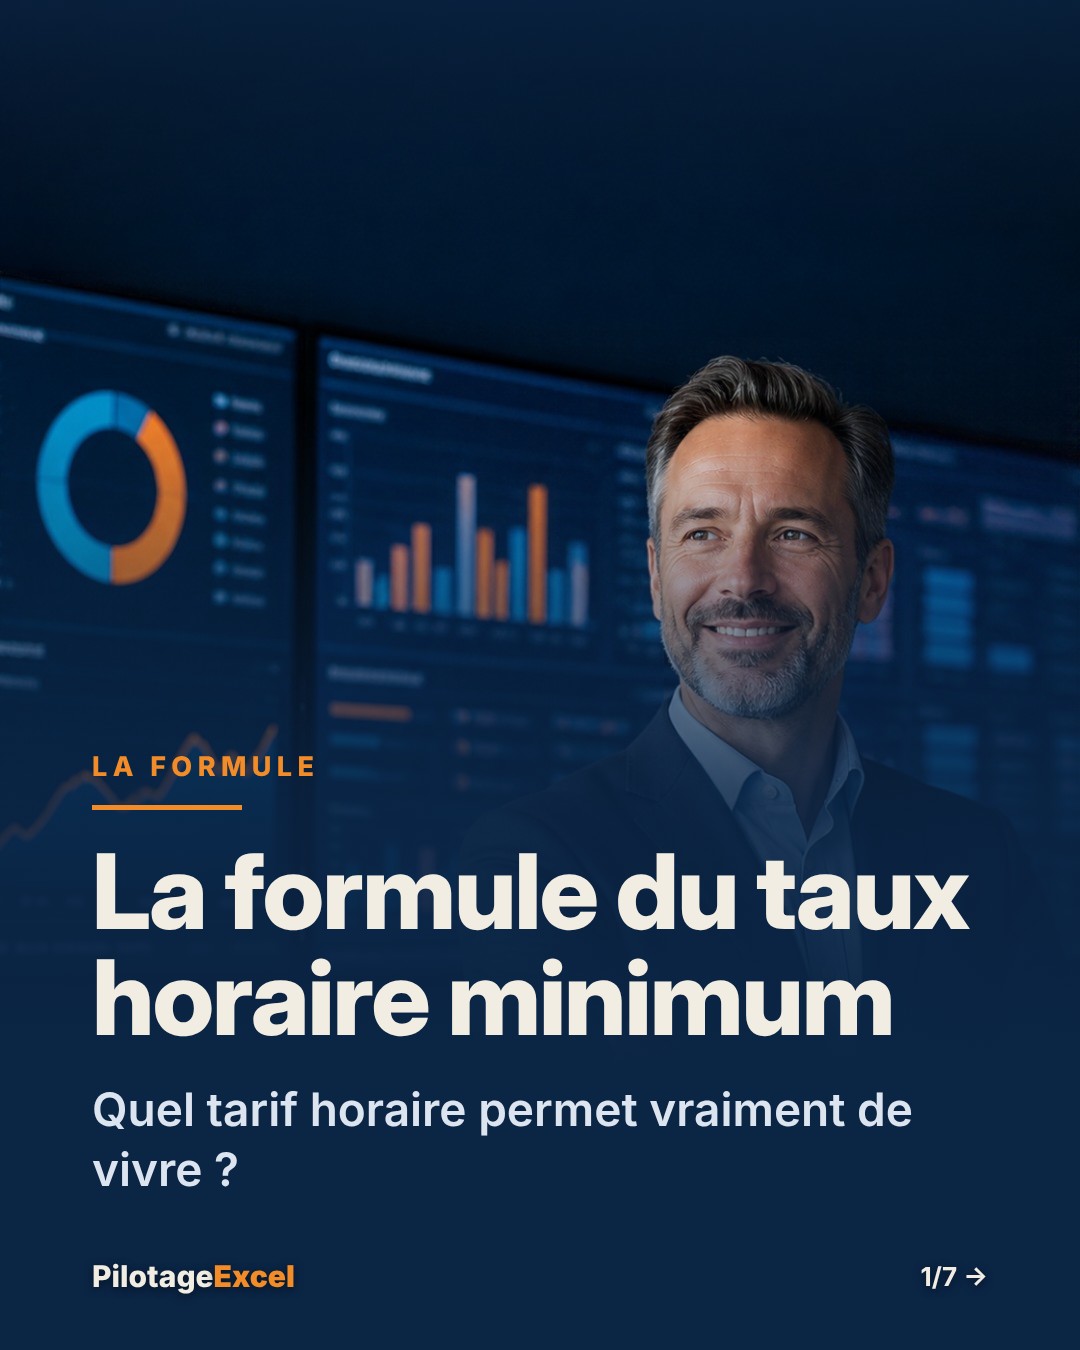 LA FORMULE
La formule du taux
horaire minimum
Quel tarif horaire permet vraiment de
vivre ?
PilotageExcel
1/7 →